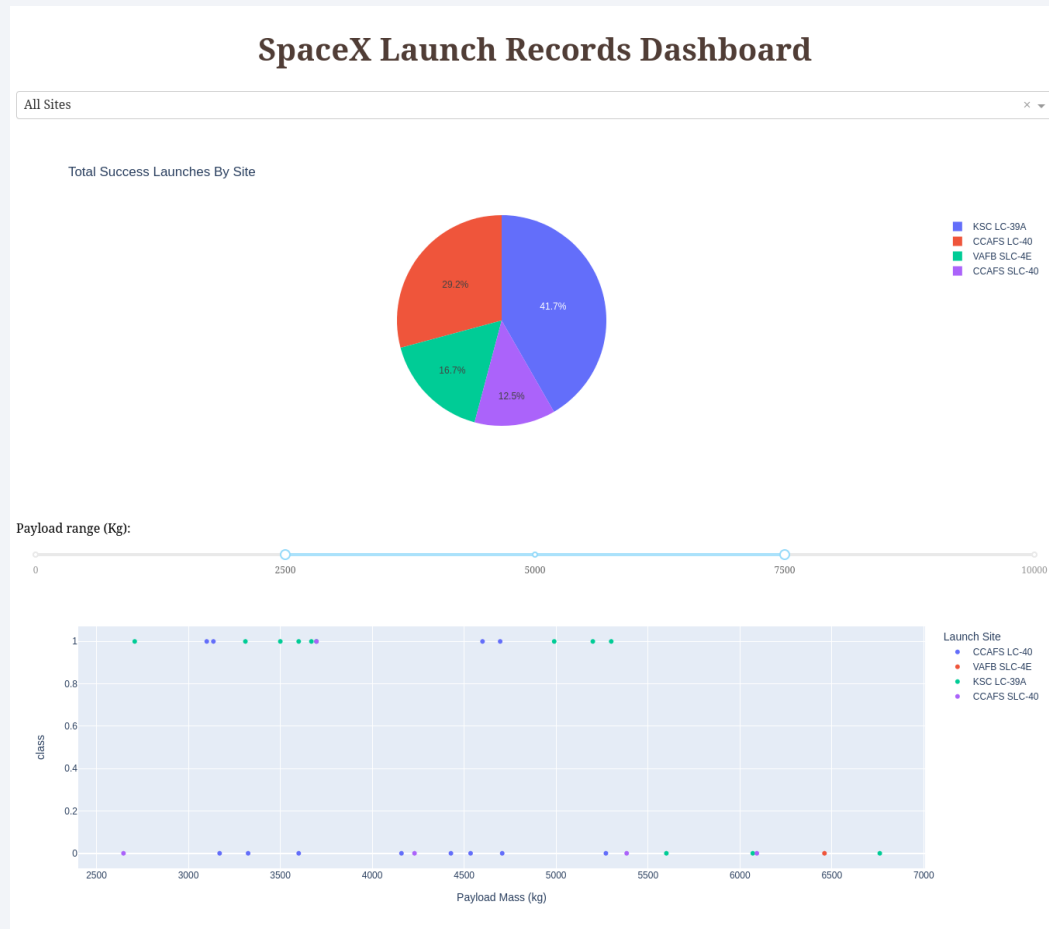 SpaceX Launch Records Dashboard
All Sites × 
Total Success Launches By Site
KSC LC-39A
CCAFS LC-40
VAFB SLC-4E
CCAFS SLC-40
29.2%
41.7%
16.7%
12.5%
Payload range (Kg):
0 2500 5000 7500 10000
Launch Site
CCAFS LC-40
VAFB SLC-4E
KSC LC-39A
CCAFS SLC-40
1
0.8
0.6
0.4
0.2
0
class
2500 3000 3500 4000 4500 5000 5500 6000 6500 7000
Payload Mass (kg)